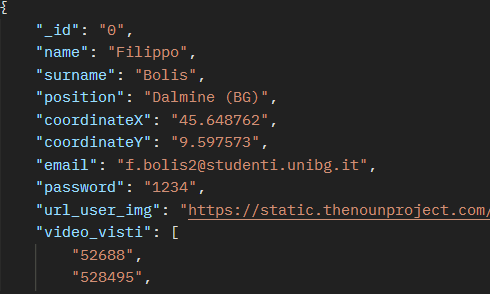 {
"_id": "0",
"name": "Filippo",
"surname": "Bolis",
"position": "Dalmine (BG)",
"coordinateX": "45.648762",
"coordinateY": "9.597573",
"email": "f.bolis2@studenti.unibg.it",
"password": "1234",
"url_user_img": "https://static.thenounproject.com/
"video_visti": [
"52688",
"528495",